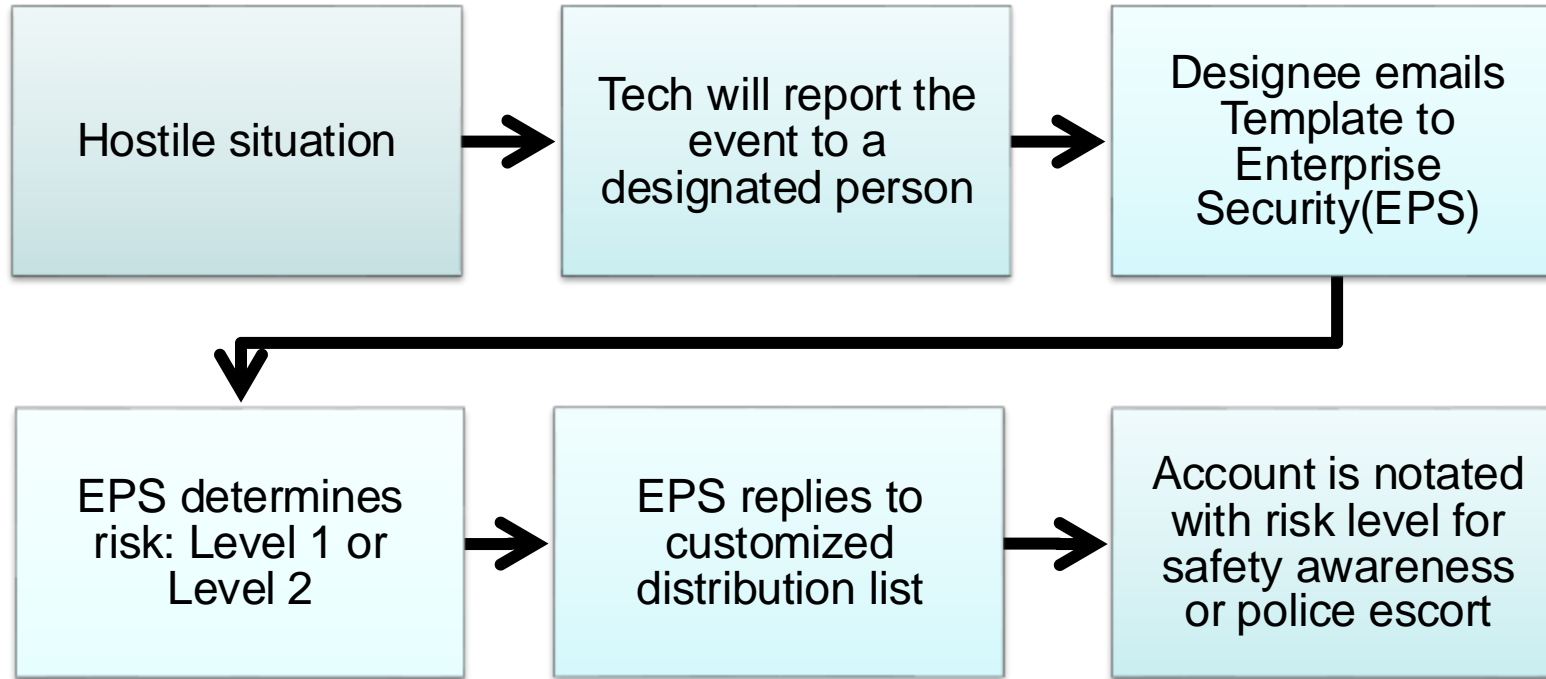 Hostile situation
Tech will report the
event to a
designated person
Designee emails
Template to
Enterprise
Security(EPS)
EPS determines
risk: Level 1 or
Level 2
EPS replies to
customized
distribution list
Account is notated
with risk level for
safety awareness
or police escort